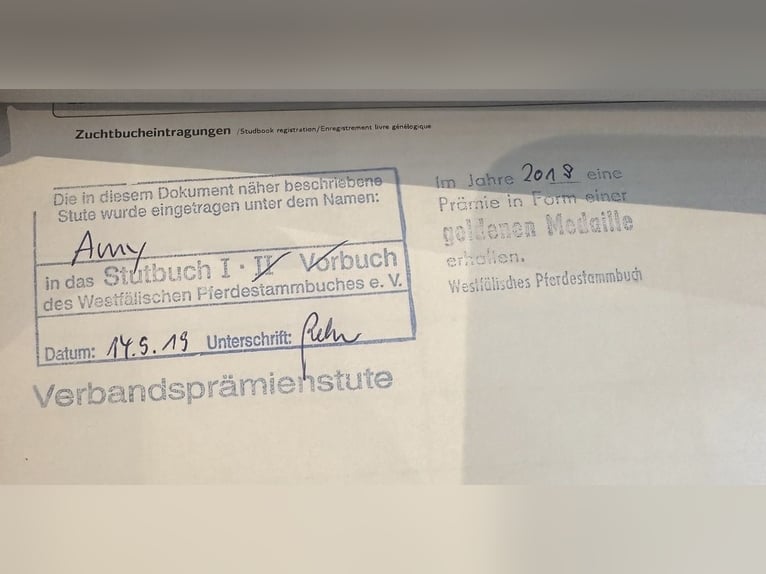 Zuchtbucheintragungen /Studbook registration/Enregistrement livre généalogique
Die in diesem Dokument näher beschriebene
Stute wurde eingetragen unter dem Namen:
Amy
in das Stutbuch I · II Vorbuch
des Westfälischen Pferdestammbuches e. V.
Datum: 14.5.19 Unterschrift:
Verbandsprämienstute
Im Jahre 2018 eine
Prämie in Form einer
goldenen Medaille
erhalten.
Westfälisches Pferdestammbuch